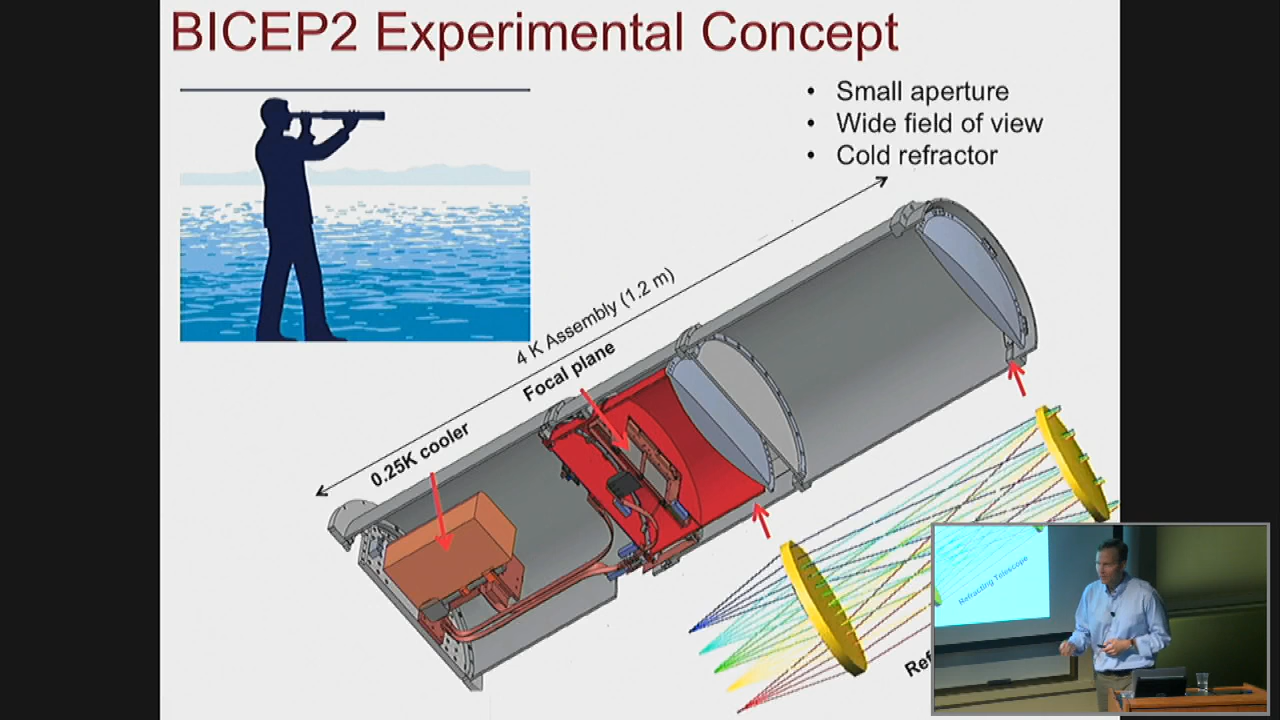 BICEP2 Experimental Concept
• Small aperture
• Wide field of view
• Cold refractor
4 K Assembly (1.2 m)
Focal plane
0.25K cooler
Ref
Refracting Telescope